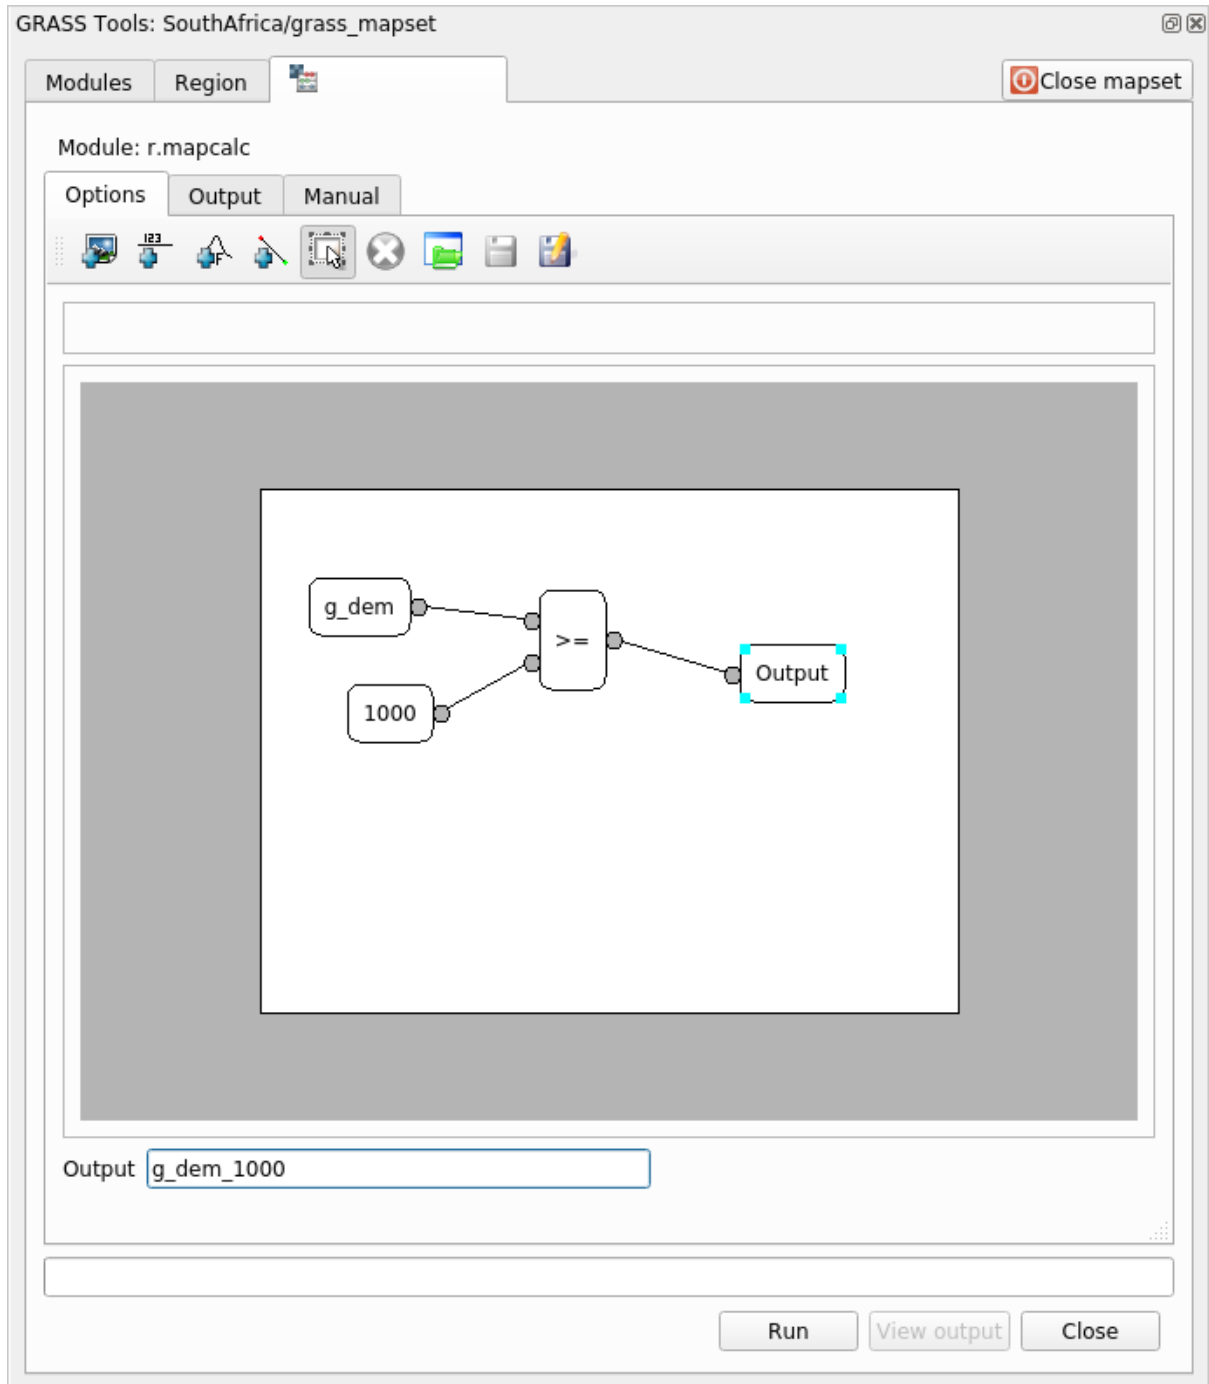 GRASS Tools: SouthAfrica/grass_mapset
Modules Region Close mapset
Module: r.mapcalc
Options Output Manual
123
F
g_dem
>=
1000
Output
Output g_dem_1000
Run View output Close